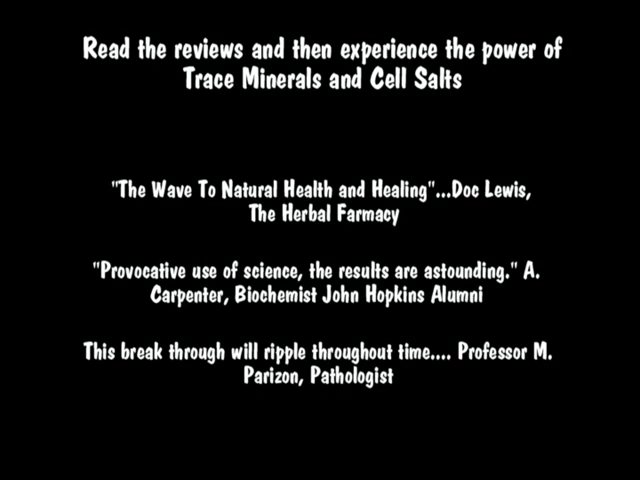 Read the reviews and then experience the power of
Trace Minerals and Cell Salts
"The Wave To Natural Health and Healing"...Doc Lewis,
The Herbal Farmacy
"Provocative use of science, the results are astounding." A.
Carpenter, Biochemist John Hopkins Alumni
This break through will ripple throughout time.... Professor M.
Parizon, Pathologist